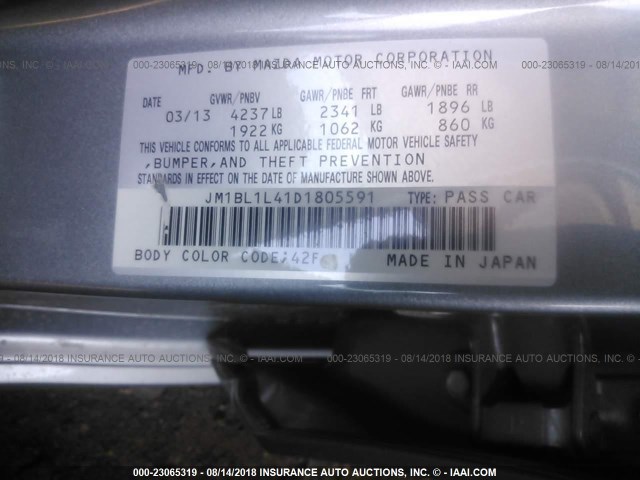 MFD. BY MAZDA MOTOR CORPORATION
000-23065319 - 08/14/2018 INSURANCE AUTO AUCTIONS, INC. - © IAAI.COM
DATE GVWR/PNBV GAWR/PNBE FRT GAWR/PNBE RR
03/13 4237 LB 2341 LB 1896 LB
1922 KG 1062 KG 860 KG
THIS VEHICLE CONFORMS TO ALL APPLICABLE FEDERAL MOTOR VEHICLE SAFETY
,BUMPER,AND THEFT PREVENTION
STANDARDS IN EFFECT ON THE DATE OF MANUFACTURE SHOWN ABOVE.
JM1BL1L41D1805591 TYPE: PASS CAR
BODY COLOR CODE:42F MADE IN JAPAN
000-23065319 - 08/14/2018 INSURANCE AUTO AUCTIONS, INC. - © IAAI.COM
000-23065319 - 08/14/2018 INSURANCE AUTO AUCTIONS, INC. - © IAAI.COM